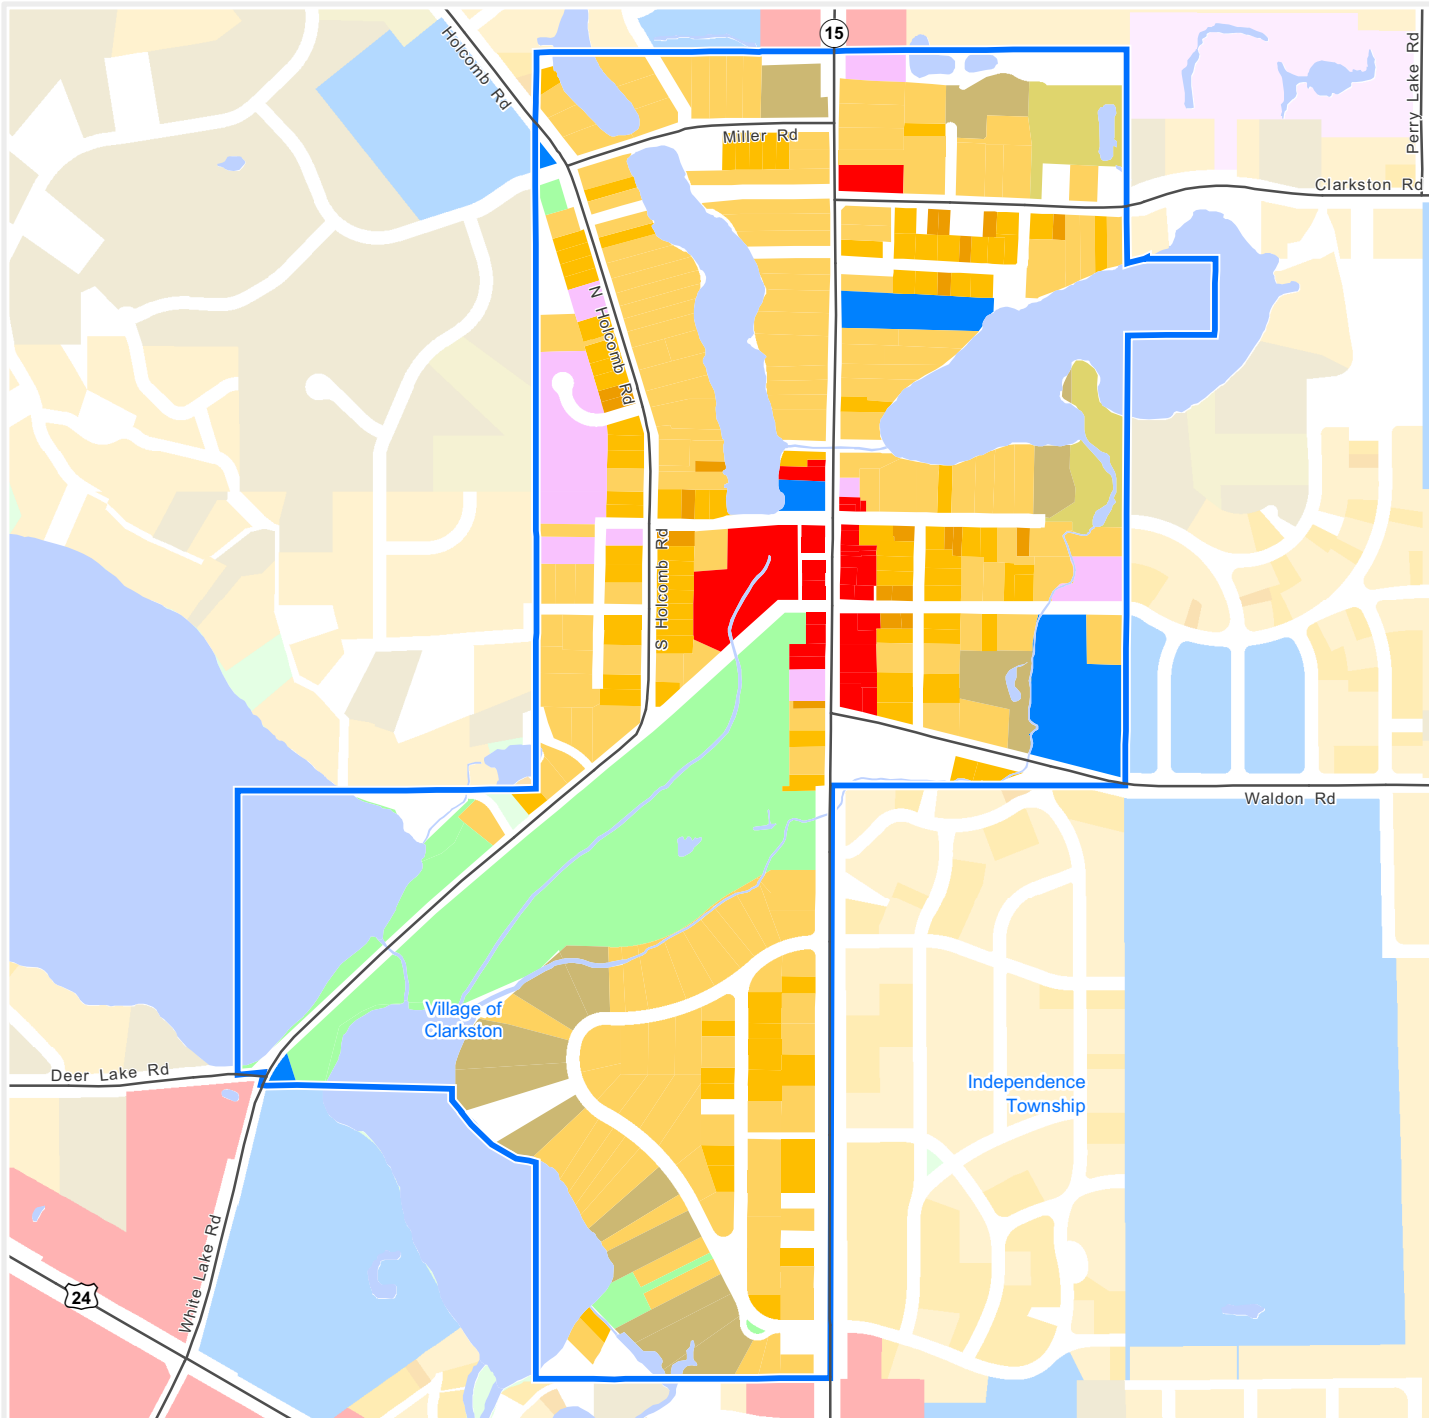 15
Holcomb Rd
Perry Lake Rd
Miller Rd
Clarkston Rd
N Holcomb Rd
S Holcomb Rd
Waldon Rd
Village of
Clarkston
Deer Lake Rd
Independence
Township
White Lake Rd
24